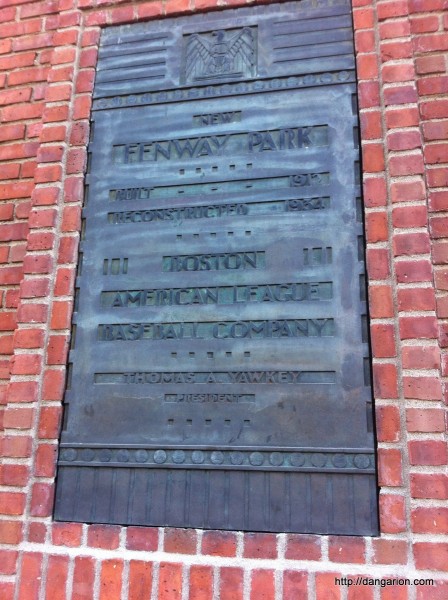 NEW
FENWAY PARK
BUILT - - - 1912
RECONSTRUCTED 1934
BOSTON
AMERICAN LEAGUE
BASEBALL COMPANY
THOMAS A. YAWKEY
PRESIDENT
http://dangarion.com